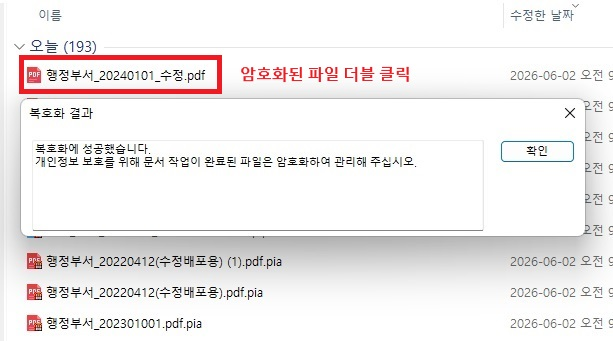 이름 수정한 날짜
오늘 (193)
행정부서_20240101_수정.pdf 암호화된 파일 더블 클릭 2026-06-02 오전 9
복호화 결과
복호화에 성공했습니다.
개인정보 보호를 위해 문서 작업이 완료된 파일은 암호화하여 관리해 주십시오.
확인
행정부서_20220412(수정배포용) (1).pdf.pia 2026-06-02 오전 9
행정부서_20220412(수정배포용).pdf.pia 2026-06-02 오전 9
행정부서_202301001.pdf.pia 2026-06-02 오전 9